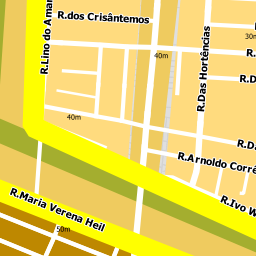 R.dos Crisântemos
R.Lino do Amar
R.Das Hortências
30m
40m
R.
R.
40m
R.D
R.Arnoldo Corrê
R.Maria Verena Heil
R.Ivo W
50m